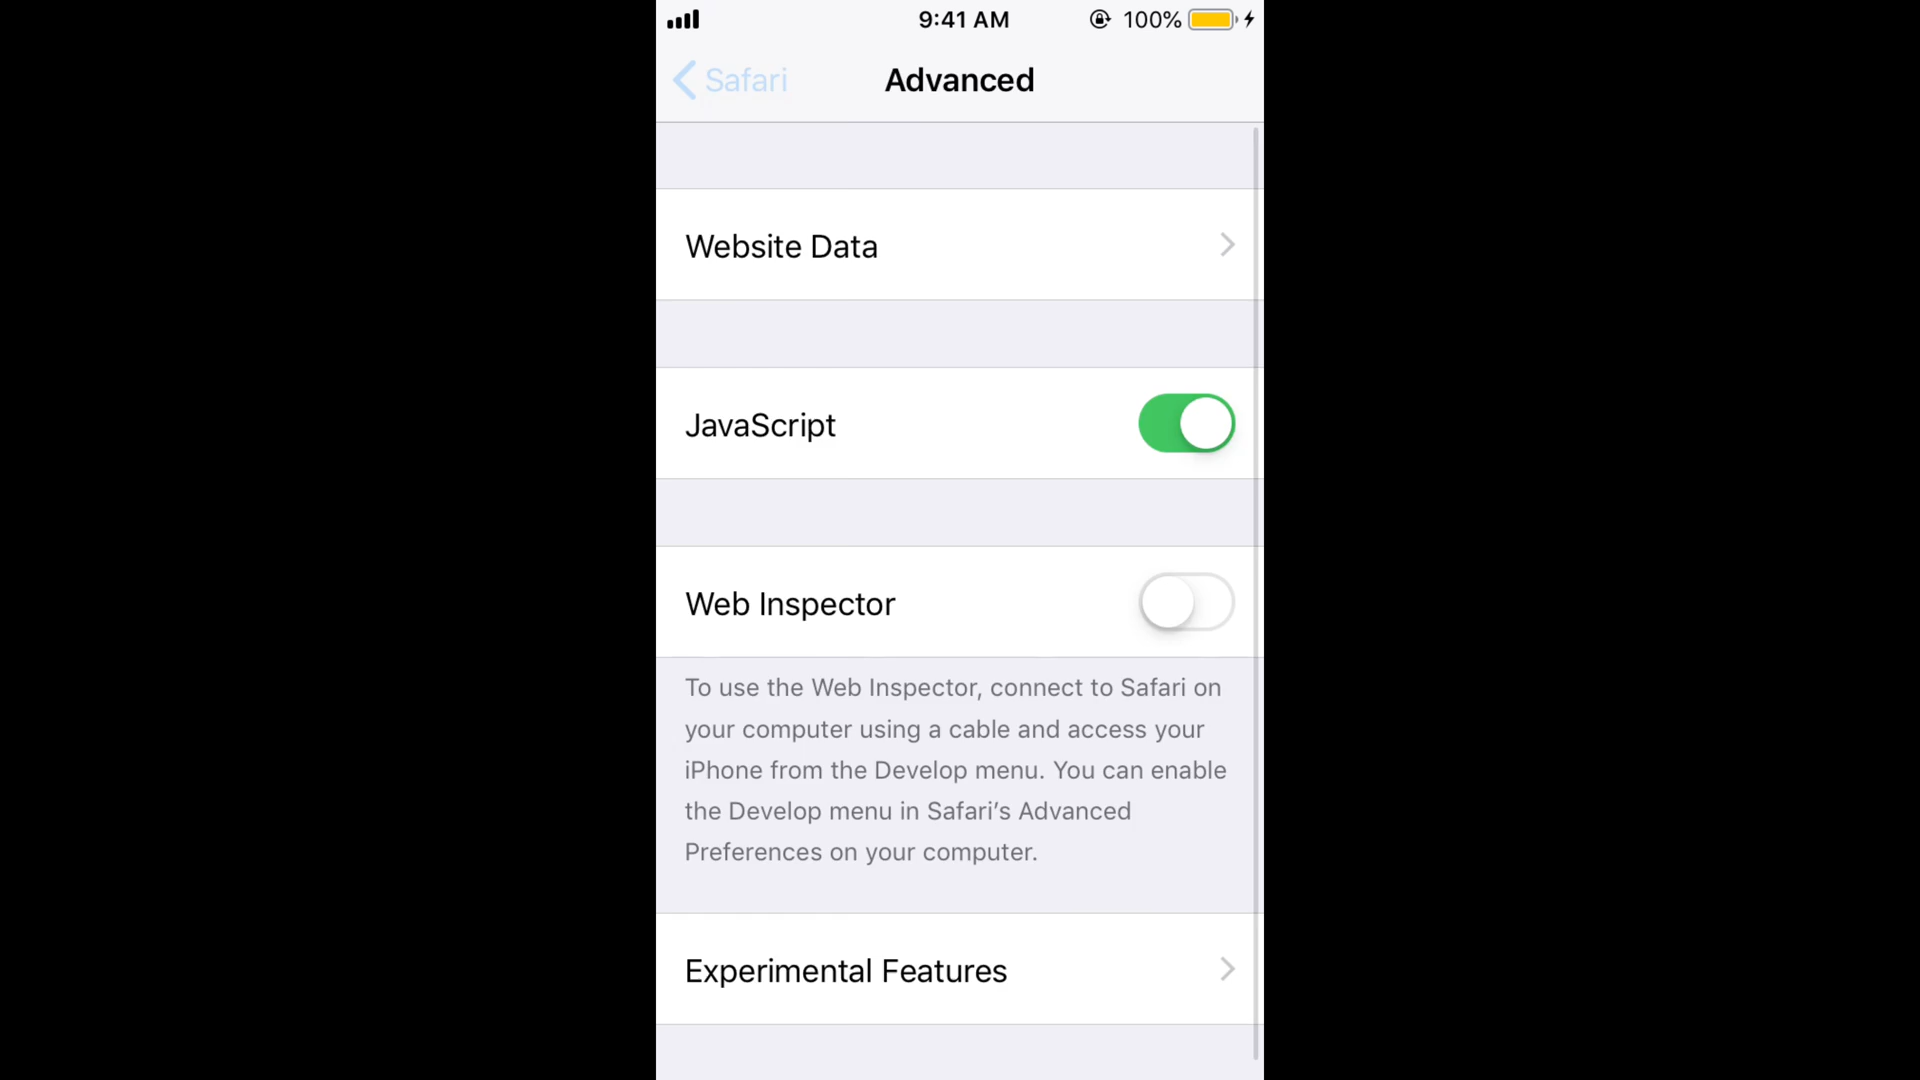 9:41 AM
100%
Safari
Advanced
Website Data
JavaScript
Web Inspector
To use the Web Inspector, connect to Safari on
your computer using a cable and access your
iPhone from the Develop menu. You can enable
the Develop menu in Safari’s Advanced
Preferences on your computer.
Experimental Features